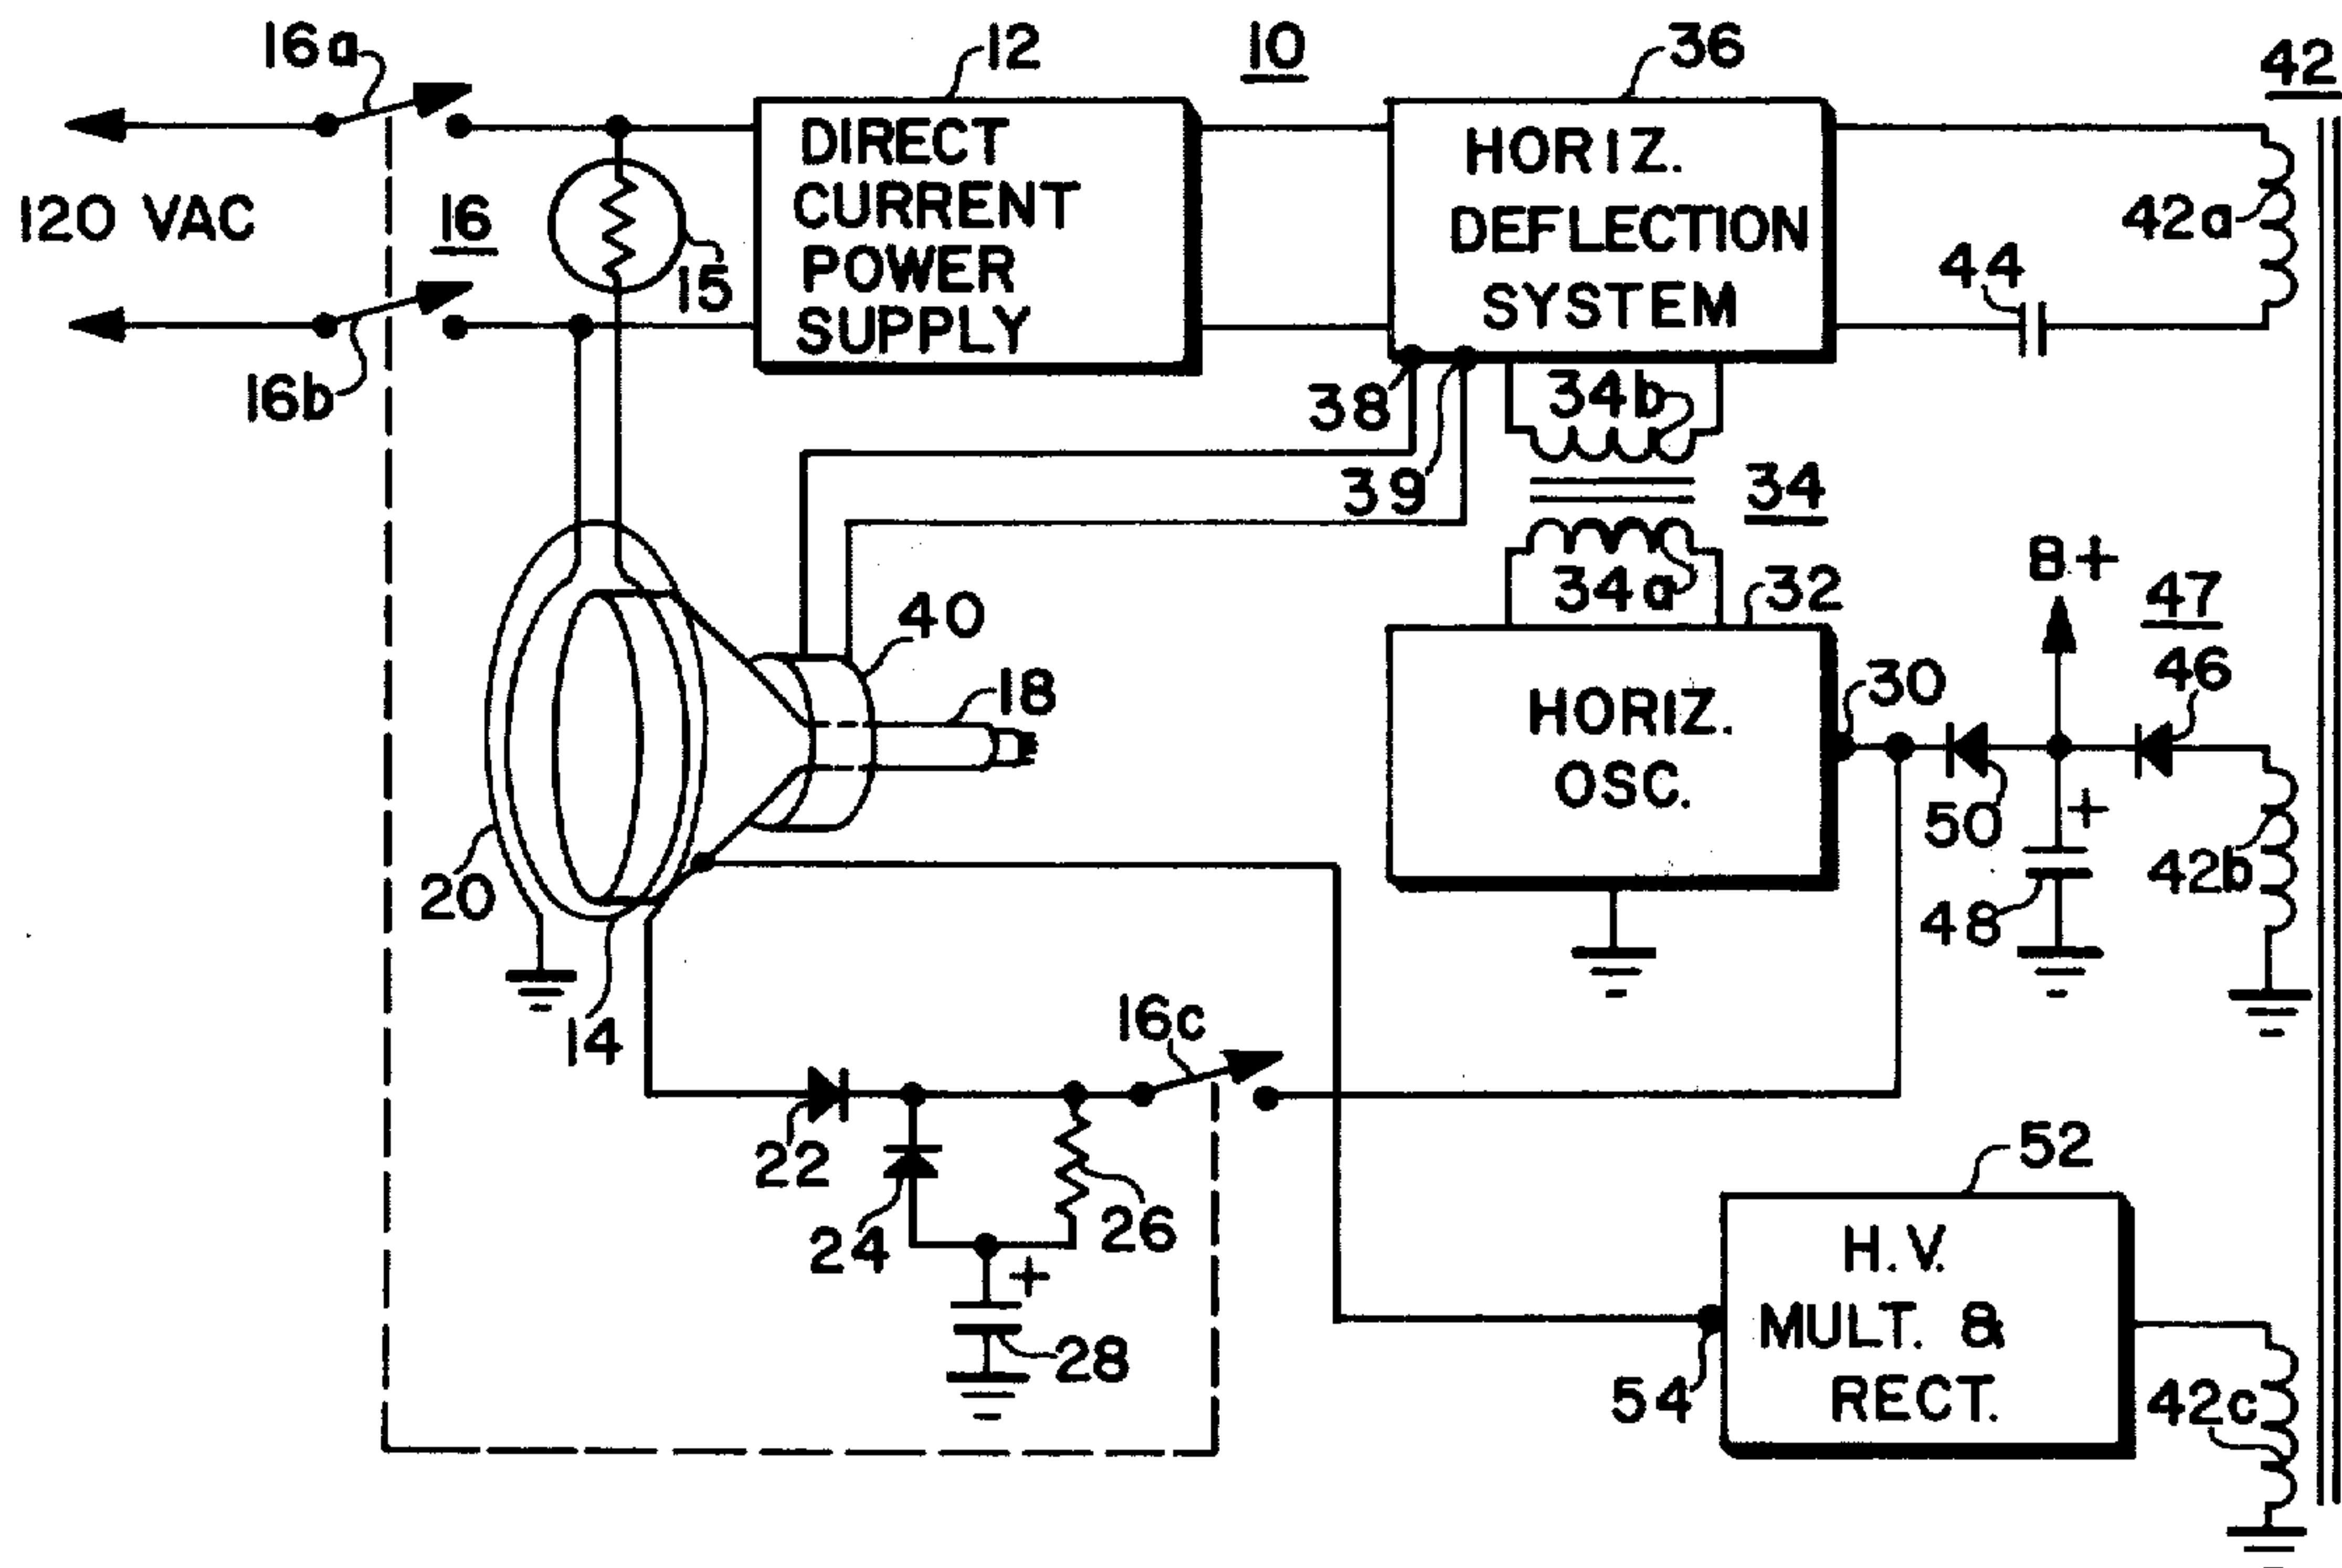 16a
12
10
36
42
120 VAC
16
15
DIRECT
CURRENT
POWER
SUPPLY
HORIZ.
DEFLECTION
SYSTEM
42a
44
16b
38
34b
39
34
34a
32
B+
47
46
40
18
HORIZ.
OSC.
30
50
+
48
42b
20
14
16c
22
24
26
+
28
52
H.V.
MULT. &
RECT.
54
42c